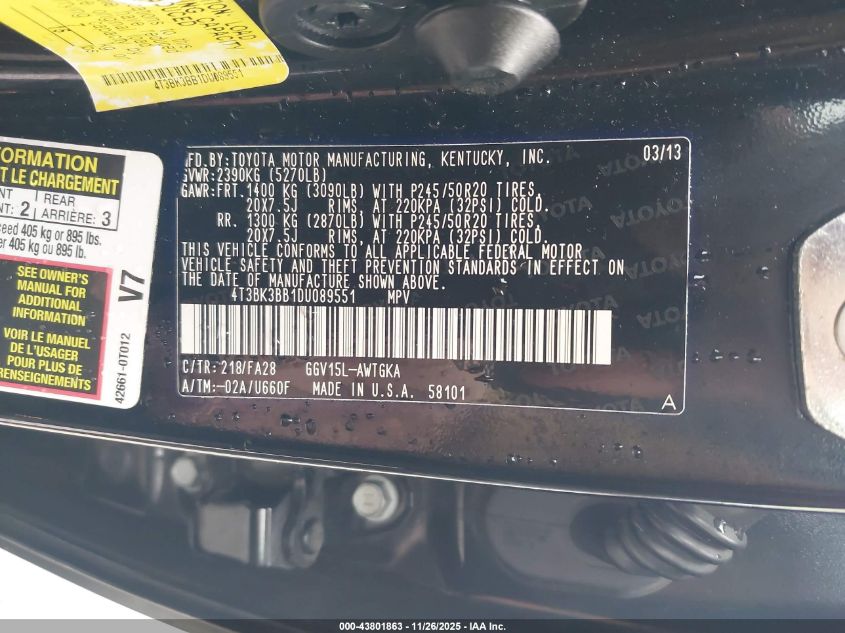 4T3BK3BB1DU089551
MFD.BY:TOYOTA MOTOR MANUFACTURING, KENTUCKY, INC. 03/13
GVWR:2390KG (5270LB)
GAWR:FRT.1400 KG (3090LB) WITH P245/50R20 TIRES,
20X7.5J RIMS, AT 220KPA (32PSI) COLD.
RR. 1300 KG (2870LB) WITH P245/50R20 TIRES,
20X7.5J RIMS, AT 220KPA (32PSI) COLD.
THIS VEHICLE CONFORMS TO ALL APPLICABLE FEDERAL MOTOR
VEHICLE SAFETY AND THEFT PREVENTION STANDARDS IN EFFECT ON
THE DATE OF MANUFACTURE SHOWN ABOVE.
4T3BK3BB1DU089551 MPV
C/TR:218/FA28 GGV15L-AWTGKA
A/TM:-02A/U660F MADE IN U.S.A. 58101
A
REAR
2 ARRIÈRE: 3
405 kg or 895 lbs.
405 kg ou 895 lb.
SEE OWNER'S
MANUAL FOR
ADDITIONAL
INFORMATION
VOIR LE MANUEL
DE L'USAGER
POUR PLUS DE
RENSEIGNEMENTS
V7
42661-0T012
000-43801863 - 11/26/2025 - IAA Inc.